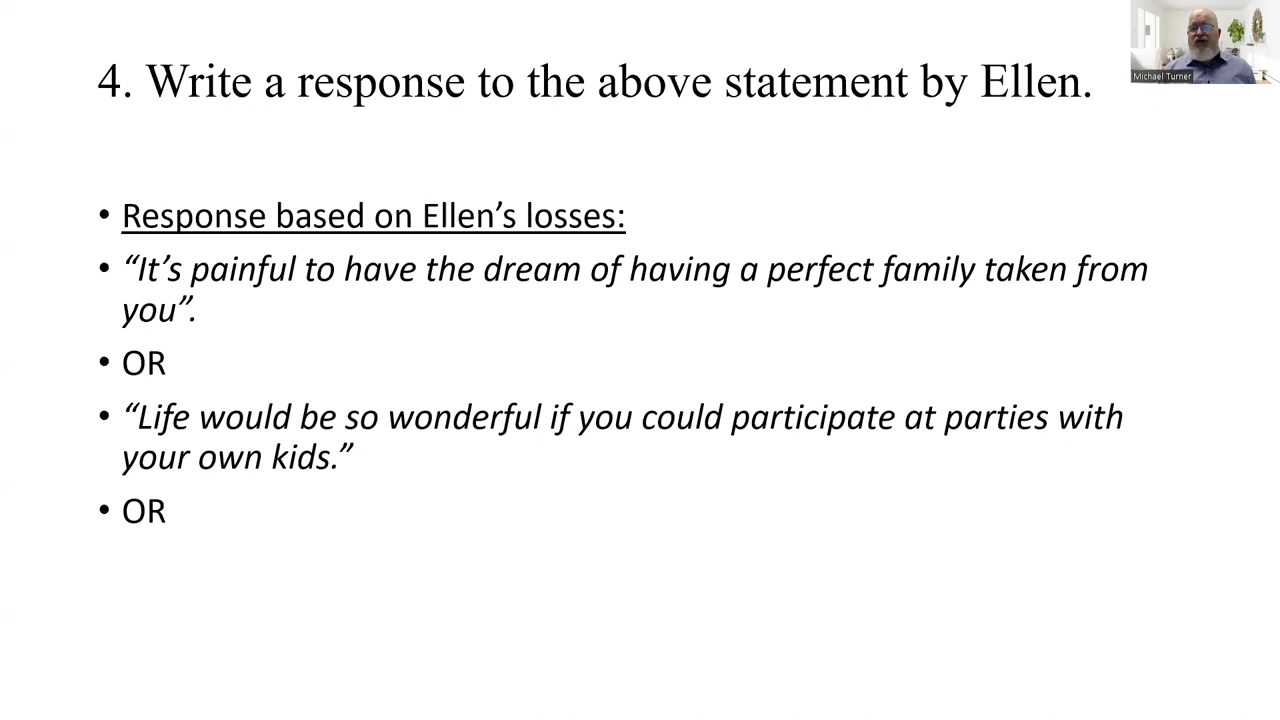 4. Write a response to the above statement by Ellen.
Michael Turner
• Response based on Ellen’s losses:
• “It’s painful to have the dream of having a perfect family taken from
you”.
• OR
• “Life would be so wonderful if you could participate at parties with
your own kids.”
• OR